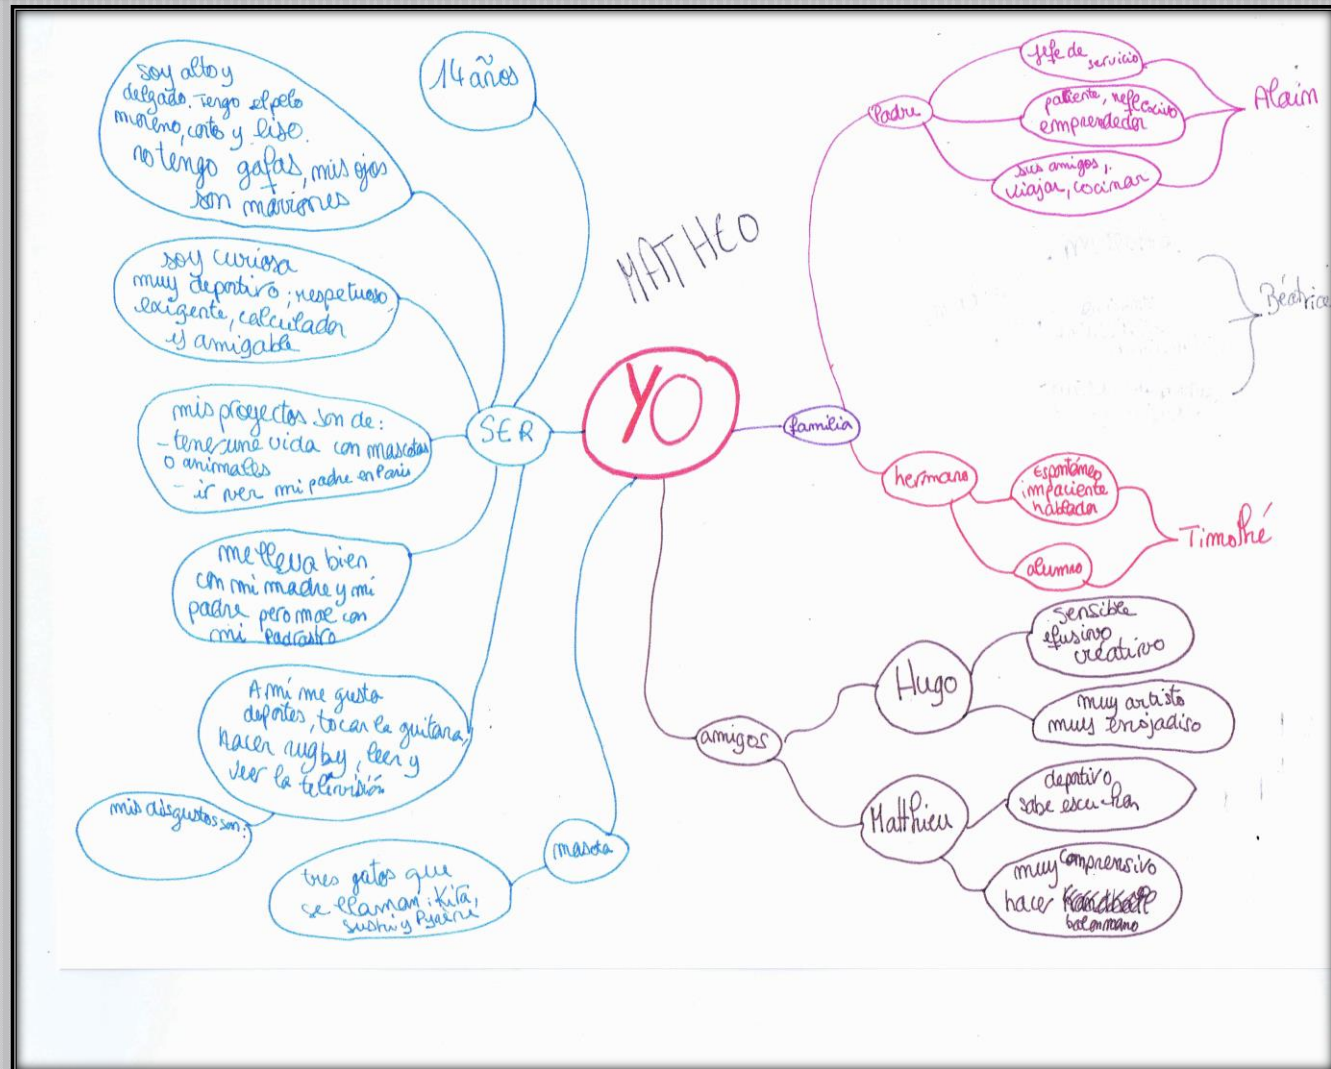 MATHEO
YO
SER
14 años
soy alto y
delgado. Tengo el pelo
moreno, corto y liso.
no tengo gafas, mis ojos
son marrones
soy curiosa
muy deportivo, respetuoso
exigente, calculador
y amigable
mis proyectos son de:
- tener une vida con mascotas
o animales
- ir ver mi padre en Paris
me lleva bien
con mi madre y mi
padre pero mal con
mi padrastro
A mí me gusta
deportes, tocar la guitara,
hacer rugby, leer y
veer la televisión
mis disgustos son:
mascota
tres gatos que
se llaman: Kita,
sushi y
familia
Padre
jefe de
servicio
paciente, reflexivo
emprendedor
sus amigos,
viajar, cocinar
Alain
Béatrice
hermano
Espontáneo
impaciente
hablador
alumno
Timothé
amigos
Hugo
sensible
efusivo
creativo
muy artisto
muy enojadiso
Matthieu
deportivo
sabe escuchar
muy comprensivo
hacer
balonmano